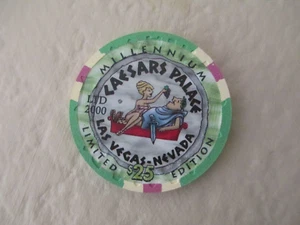 MILLENNIUM
CAESARS PALACE
LTD
2000
LAS VEGAS-NEVADA
$25
LIMITED EDITION